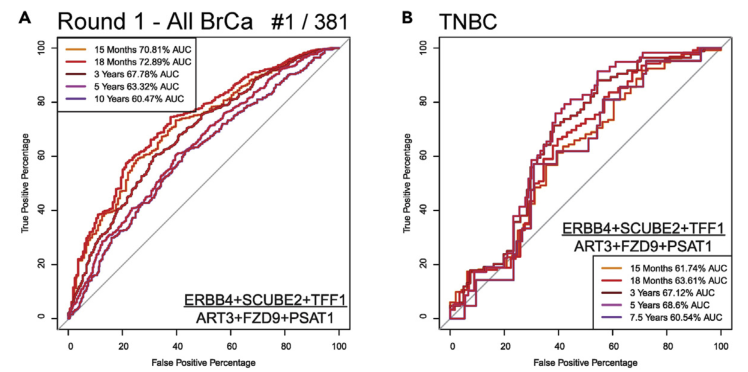 A
Round 1 - All BrCa #1 / 381
True Positive Percentage
100
80
60
40
20
0
15 Months 70.81% AUC
18 Months 72.89% AUC
3 Years 67.78% AUC
5 Years 63.32% AUC
10 Years 60.47% AUC
ERBB4+SCUBE2+TFF1
ART3+FZD9+PSAT1
0 20 40 60 80 100
False Positive Percentage
B
TNBC
True Positive Percentage
100
80
60
40
20
0
ERBB4+SCUBE2+TFF1
ART3+FZD9+PSAT1
15 Months 61.74% AUC
18 Months 63.61% AUC
3 Years 67.12% AUC
5 Years 68.6% AUC
7.5 Years 60.54% AUC
0 20 40 60 80 100
False Positive Percentage